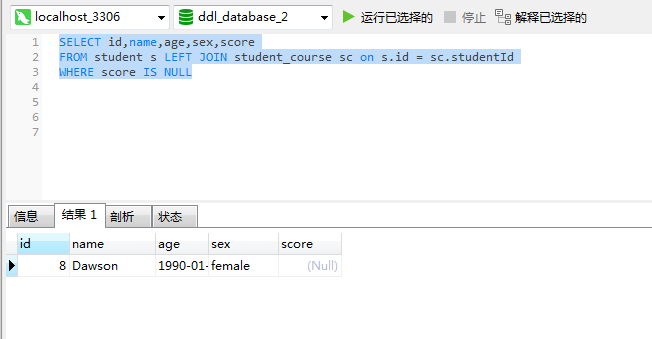 localhost_3306 ddl_database_2 运行已选择的 停止 解释已选择的
1 SELECT id,name,age,sex,score
2 FROM student s LEFT JOIN student_course sc on s.id = sc.studentId
3 WHERE score IS NULL
4
5
6
7
信息 结果 1 剖析 状态
id name age sex score
8 Dawson 1990-01- female (Null)